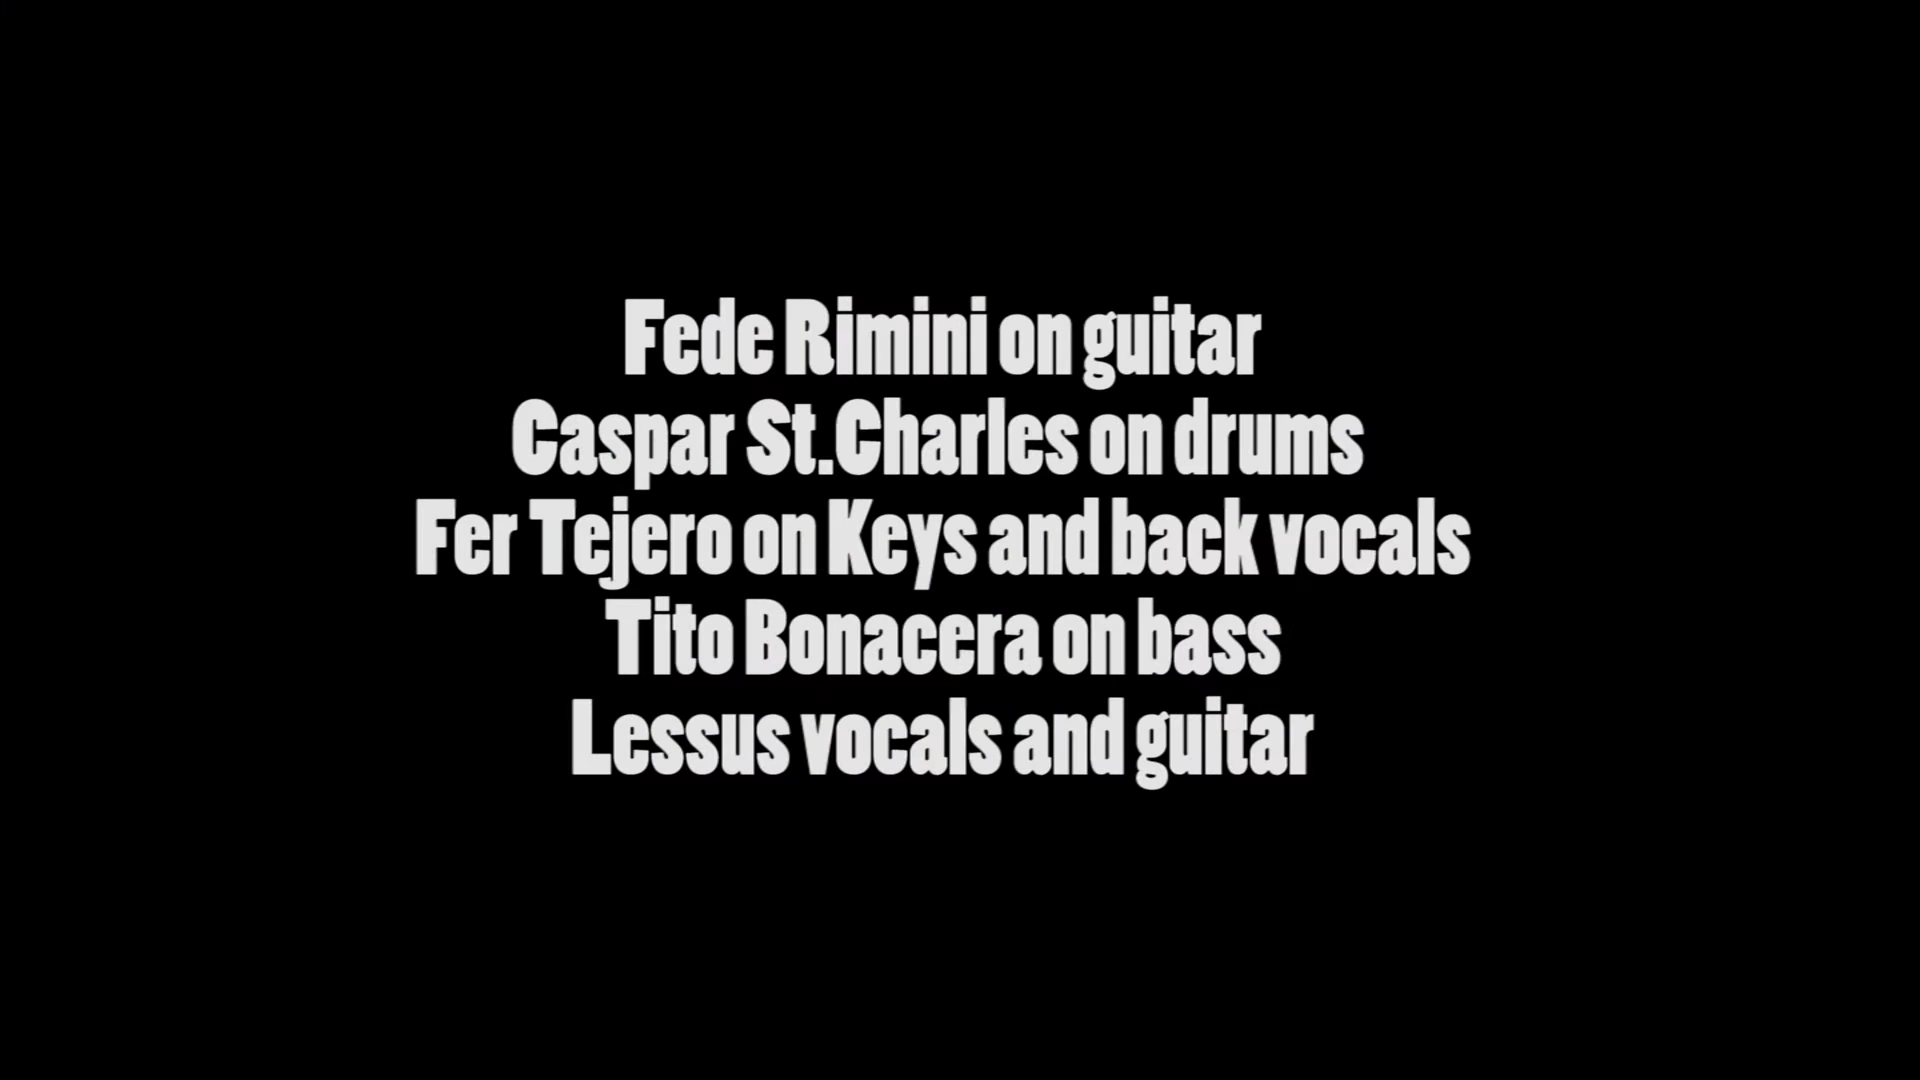 Fede Rimini on guitar
Caspar St.Charles on drums
Fer Tejero on Keys and back vocals
Tito Bonacera on bass
Lessus vocals and guitar